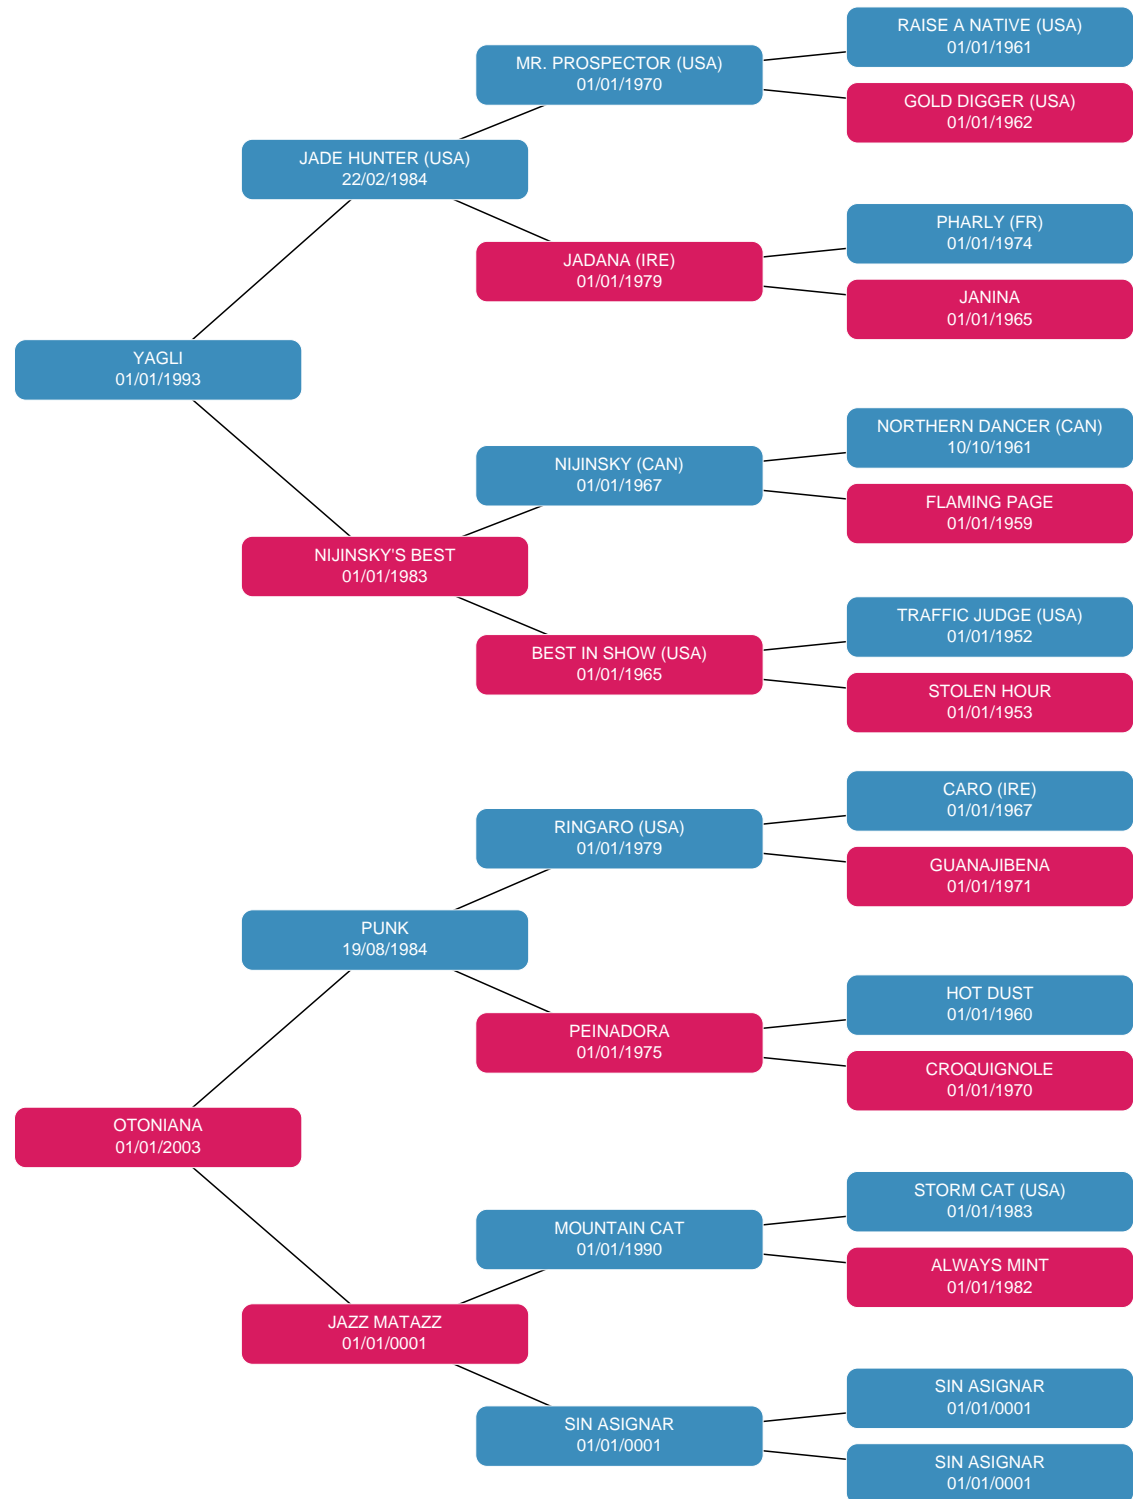 RAISE A NATIVE (USA)
01/01/1961
MR. PROSPECTOR (USA)
01/01/1970
GOLD DIGGER (USA)
01/01/1962
JADE HUNTER (USA)
22/02/1984
PHARLY (FR)
01/01/1974
JADANA (IRE)
01/01/1979
JANINA
01/01/1965
YAGLI
01/01/1993
NORTHERN DANCER (CAN)
10/10/1961
NIJINSKY (CAN)
01/01/1967
FLAMING PAGE
01/01/1959
NIJINSKY'S BEST
01/01/1983
TRAFFIC JUDGE (USA)
01/01/1952
BEST IN SHOW (USA)
01/01/1965
STOLEN HOUR
01/01/1953
CARO (IRE)
01/01/1967
RINGARO (USA)
01/01/1979
GUANAJIBENA
01/01/1971
PUNK
19/08/1984
HOT DUST
01/01/1960
PEINADORA
01/01/1975
CROQUIGNOLE
01/01/1970
OTONIANA
01/01/2003
STORM CAT (USA)
01/01/1983
MOUNTAIN CAT
01/01/1990
ALWAYS MINT
01/01/1982
JAZZ MATAZZ
01/01/0001
SIN ASIGNAR
01/01/0001
SIN ASIGNAR
01/01/0001
SIN ASIGNAR
01/01/0001